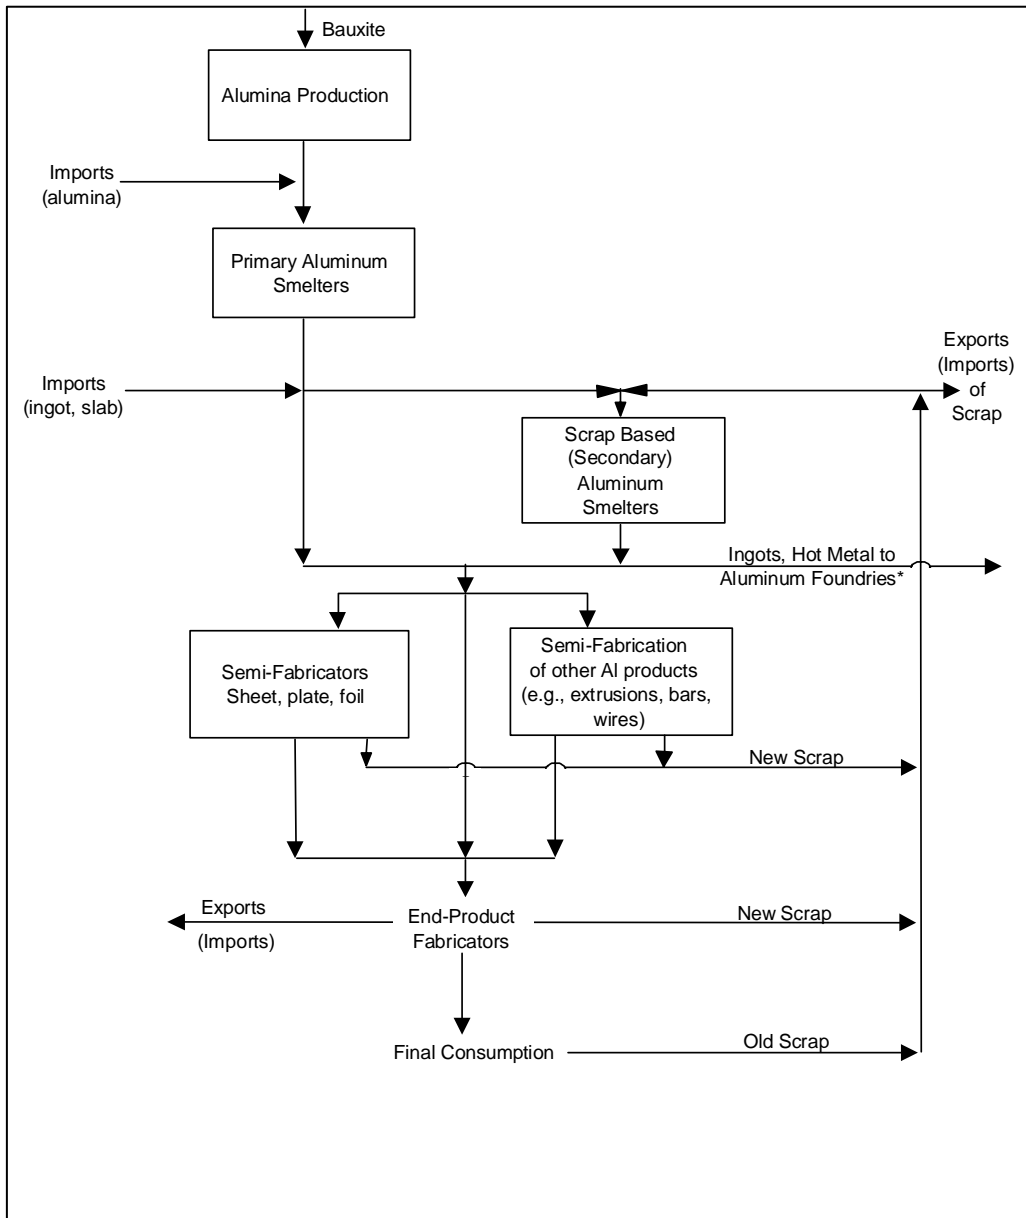 Bauxite
Alumina Production
Imports
(alumina)
Primary Aluminum
Smelters
Exports
(Imports)
of
Scrap
Imports
(ingot, slab)
Scrap Based
(Secondary)
Aluminum
Smelters
Ingots, Hot Metal to
Aluminum Foundries*
Semi-Fabricators
Sheet, plate, foil
Semi-Fabrication
of other Al products
(e.g., extrusions, bars,
wires)
New Scrap
Exports
(Imports)
End-Product
Fabricators
New Scrap
Final Consumption
Old Scrap